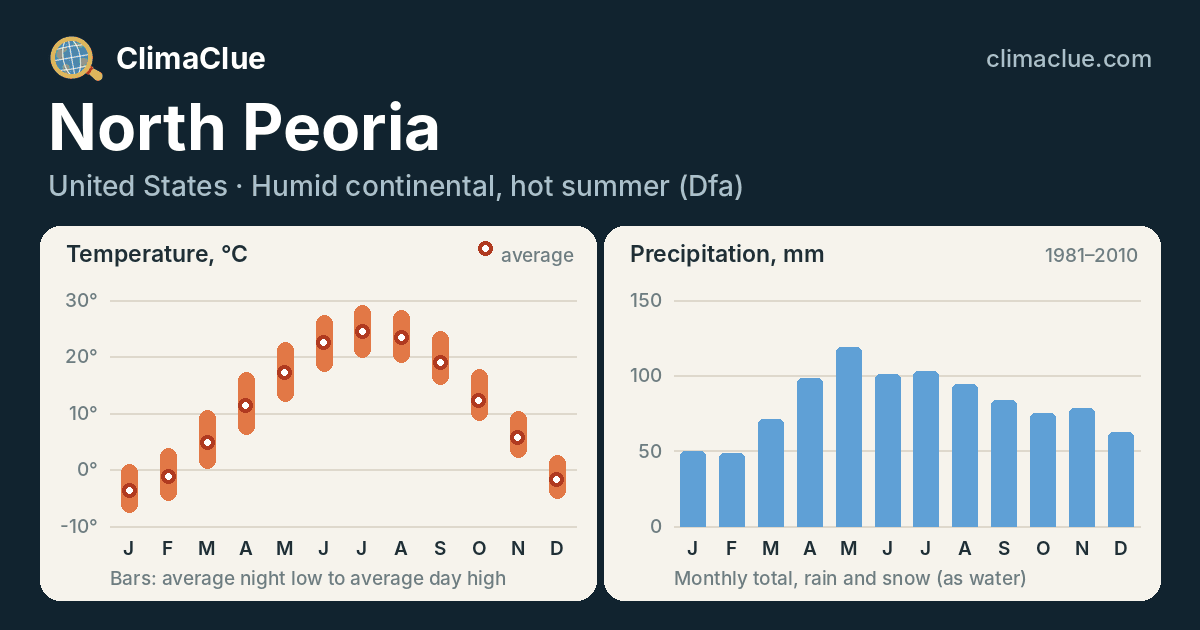 ClimaClue
climaclue.com
North Peoria
United States · Humid continental, hot summer (Dfa)
Temperature, °C
average
30°
20°
10°
0°
-10°
J F M A M J J A S O N D
Bars: average night low to average day high
Precipitation, mm
1981–2010
150
100
50
0
J F M A M J J A S O N D
Monthly total, rain and snow (as water)